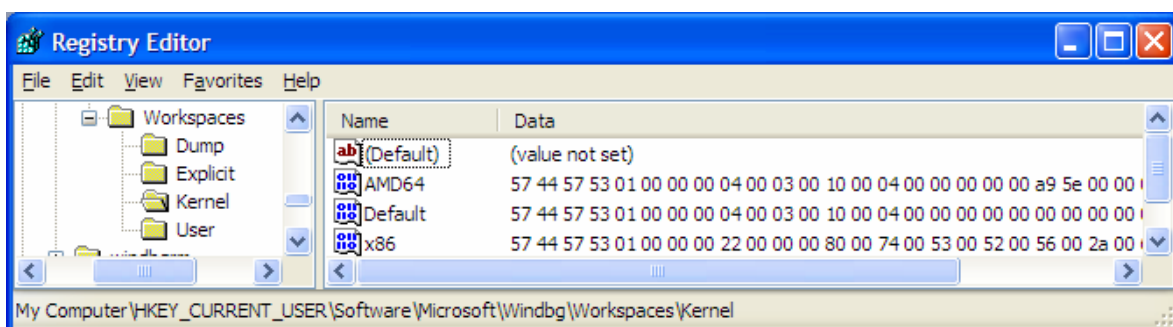 Registry Editor
File Edit View Favorites Help
Workspaces
Dump
Explicit
Kernel
User
Name Data
(Default) (value not set)
AMD64 57 44 57 53 01 00 00 00 04 00 03 00 10 00 04 00 00 00 00 00 a9 5e 00 00
Default 57 44 57 53 01 00 00 00 04 00 03 00 10 00 04 00 00 00 00 00 00 00 00 00
x86 57 44 57 53 01 00 00 00 22 00 00 00 80 00 74 00 53 00 52 00 56 00 2a 00
My Computer\HKEY_CURRENT_USER\Software\Microsoft\Windbg\Workspaces\Kernel